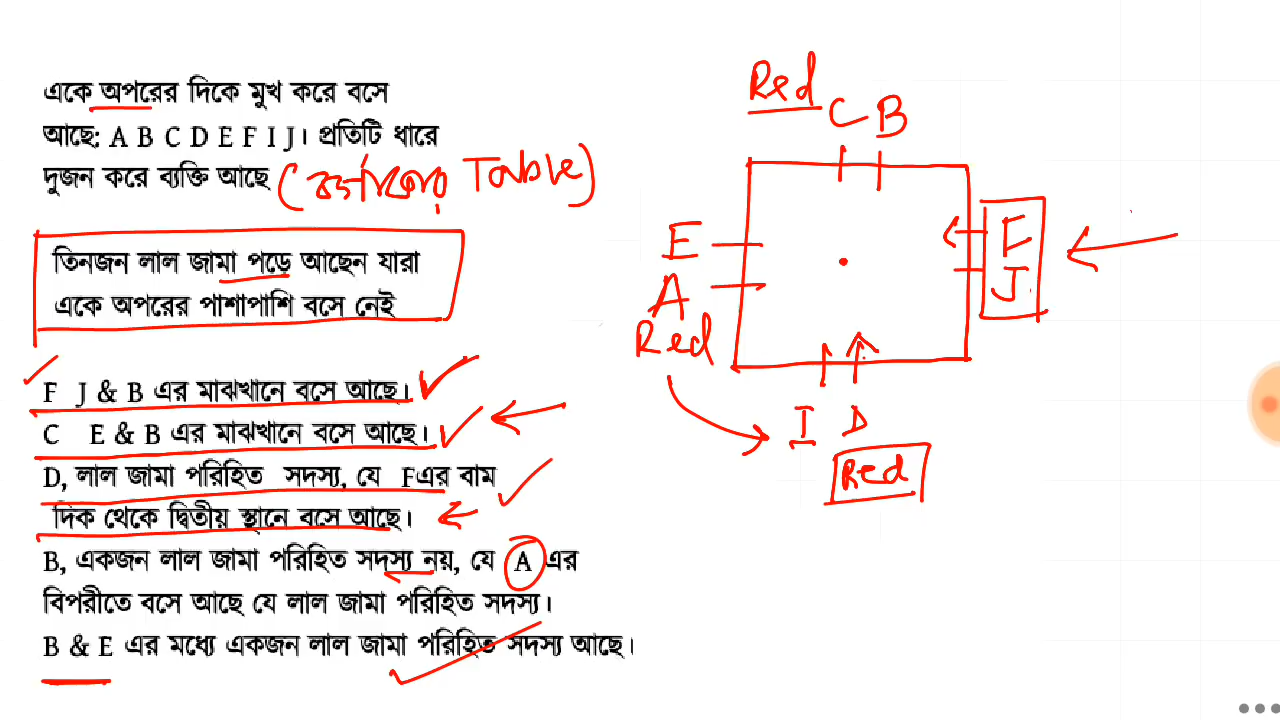 একে অপরের দিকে মুখ করে বসে
আছে: A B C D E F I J। প্রতিটি ধারে
দুজন করে ব্যক্তি আছে (বর্গাকার Table)
তিনজন লাল জামা পড়ে আছেন যারা
একে অপরের পাশাপাশি বসে নেই
F J & B এর মাঝখানে বসে আছে।
C E & B এর মাঝখানে বসে আছে।
D, লাল জামা পরিহিত সদস্য, যে Fএর বাম
দিক থেকে দ্বিতীয় স্থানে বসে আছে।
B, একজন লাল জামা পরিহিত সদস্য নয়, যে A এর
বিপরীতে বসে আছে যে লাল জামা পরিহিত সদস্য।
B & E এর মধ্যে একজন লাল জামা পরিহিত সদস্য আছে।
Red
C B
E
F
A
J
Red
I D
Red